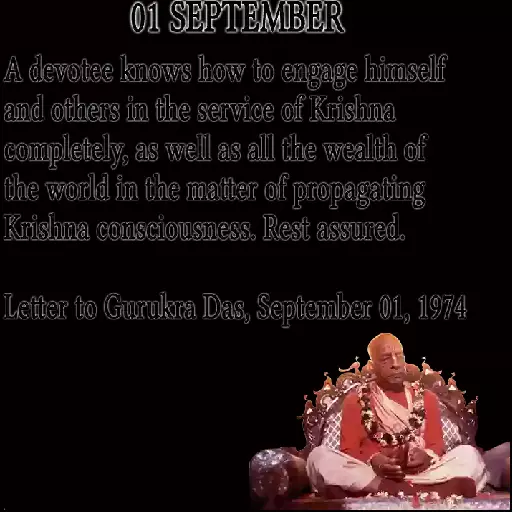 01 SEPTEMBER
A devotee knows how to engage himself
and others in the service of Krishna
completely, as well as all the wealth of
the world in the matter of propagating
Krishna consciousness. Rest assured.
Letter to Gurukra Das, September 01, 1974